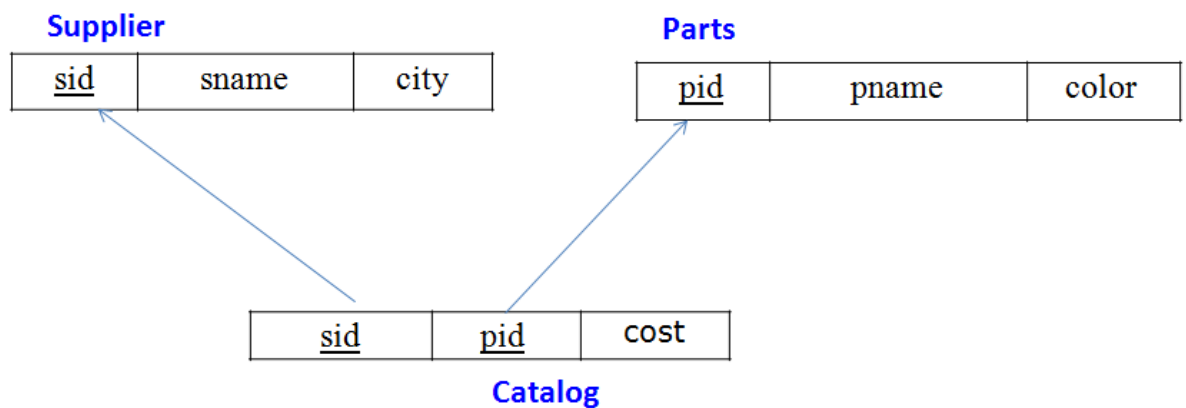 Supplier
sid sname city
Parts
pid pname color
sid pid cost
Catalog